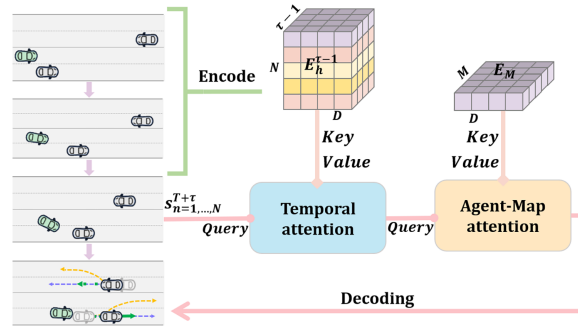 τ − 1
N
E_h^{τ−1}
D
M
E_M
D
Encode
Key
Value
Key
Value
s_{n=1,...,N}^{T+τ}
Query
Temporal
attention
Query
Agent-Map
attention
Decoding